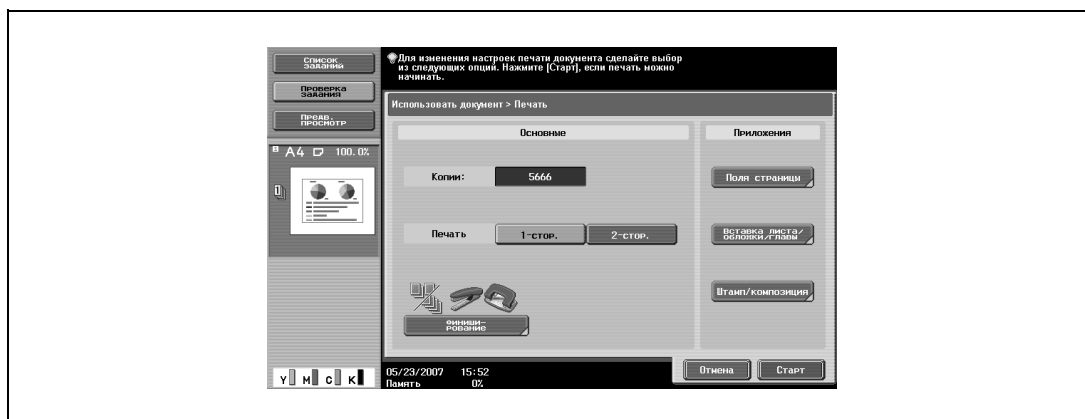 Список
заданий
Проверка
задания
Предв.
просмотр
A4 100.0%
1
Для изменения настроек печати документа сделайте выбор
из следующих опций. Нажмите [Старт], если печать можно
начинать.
Использовать документ > Печать
Основные
Приложения
Копии: 5666
Поля страницы
Печать 1-стор. 2-стор.
Вставка листа/
обложки/главы
Штамп/композиция
Финиши-
рование
Y M C K
05/23/2007 15:52
Память 0%
Отмена Старт